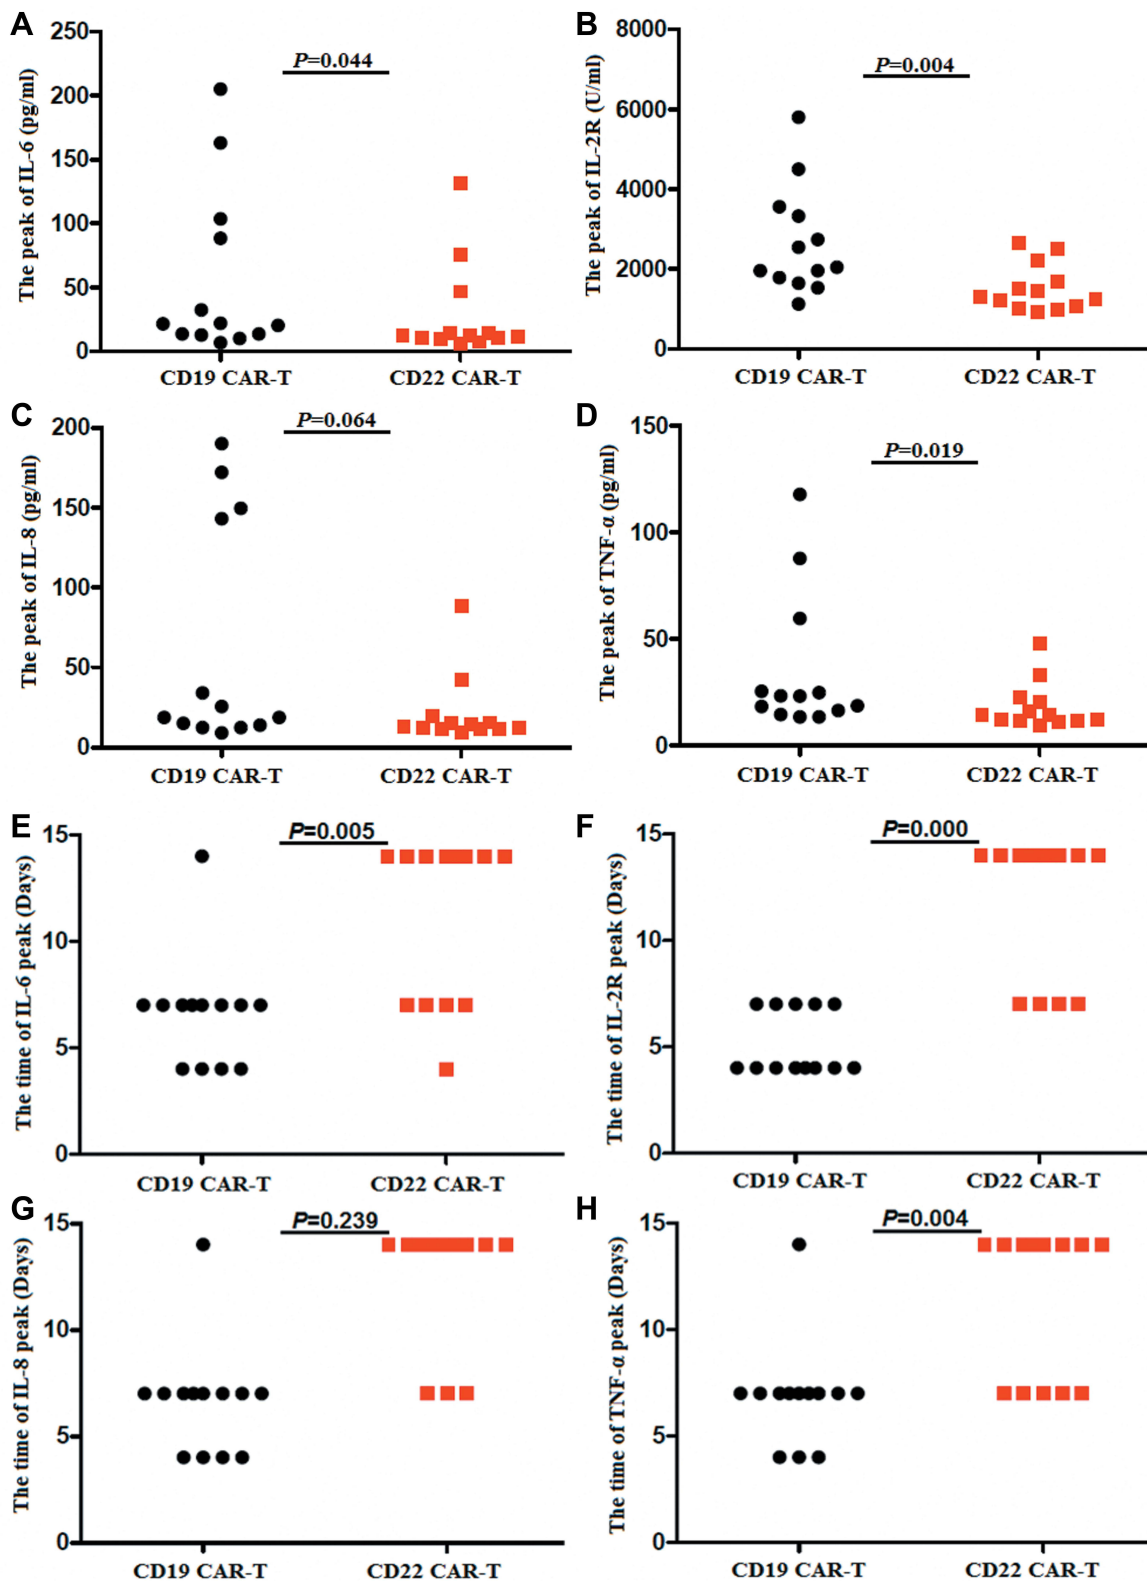 A
The peak of IL-6 (pg/ml)
250
200
150
100
50
0
P=0.044
CD19 CAR-T
CD22 CAR-T
B
The peak of IL-2R (U/ml)
8000
6000
4000
2000
0
P=0.004
CD19 CAR-T
CD22 CAR-T
C
The peak of IL-8 (pg/ml)
200
150
100
50
0
P=0.064
CD19 CAR-T
CD22 CAR-T
D
The peak of TNF-α (pg/ml)
150
100
50
0
P=0.019
CD19 CAR-T
CD22 CAR-T
E
The time of IL-6 peak (Days)
15
10
5
0
P=0.005
CD19 CAR-T
CD22 CAR-T
F
The time of IL-2R peak (Days)
15
10
5
0
P=0.000
CD19 CAR-T
CD22 CAR-T
G
The time of IL-8 peak (Days)
15
10
5
0
P=0.239
CD19 CAR-T
CD22 CAR-T
H
The time of TNF-α peak (Days)
15
10
5
0
P=0.004
CD19 CAR-T
CD22 CAR-T